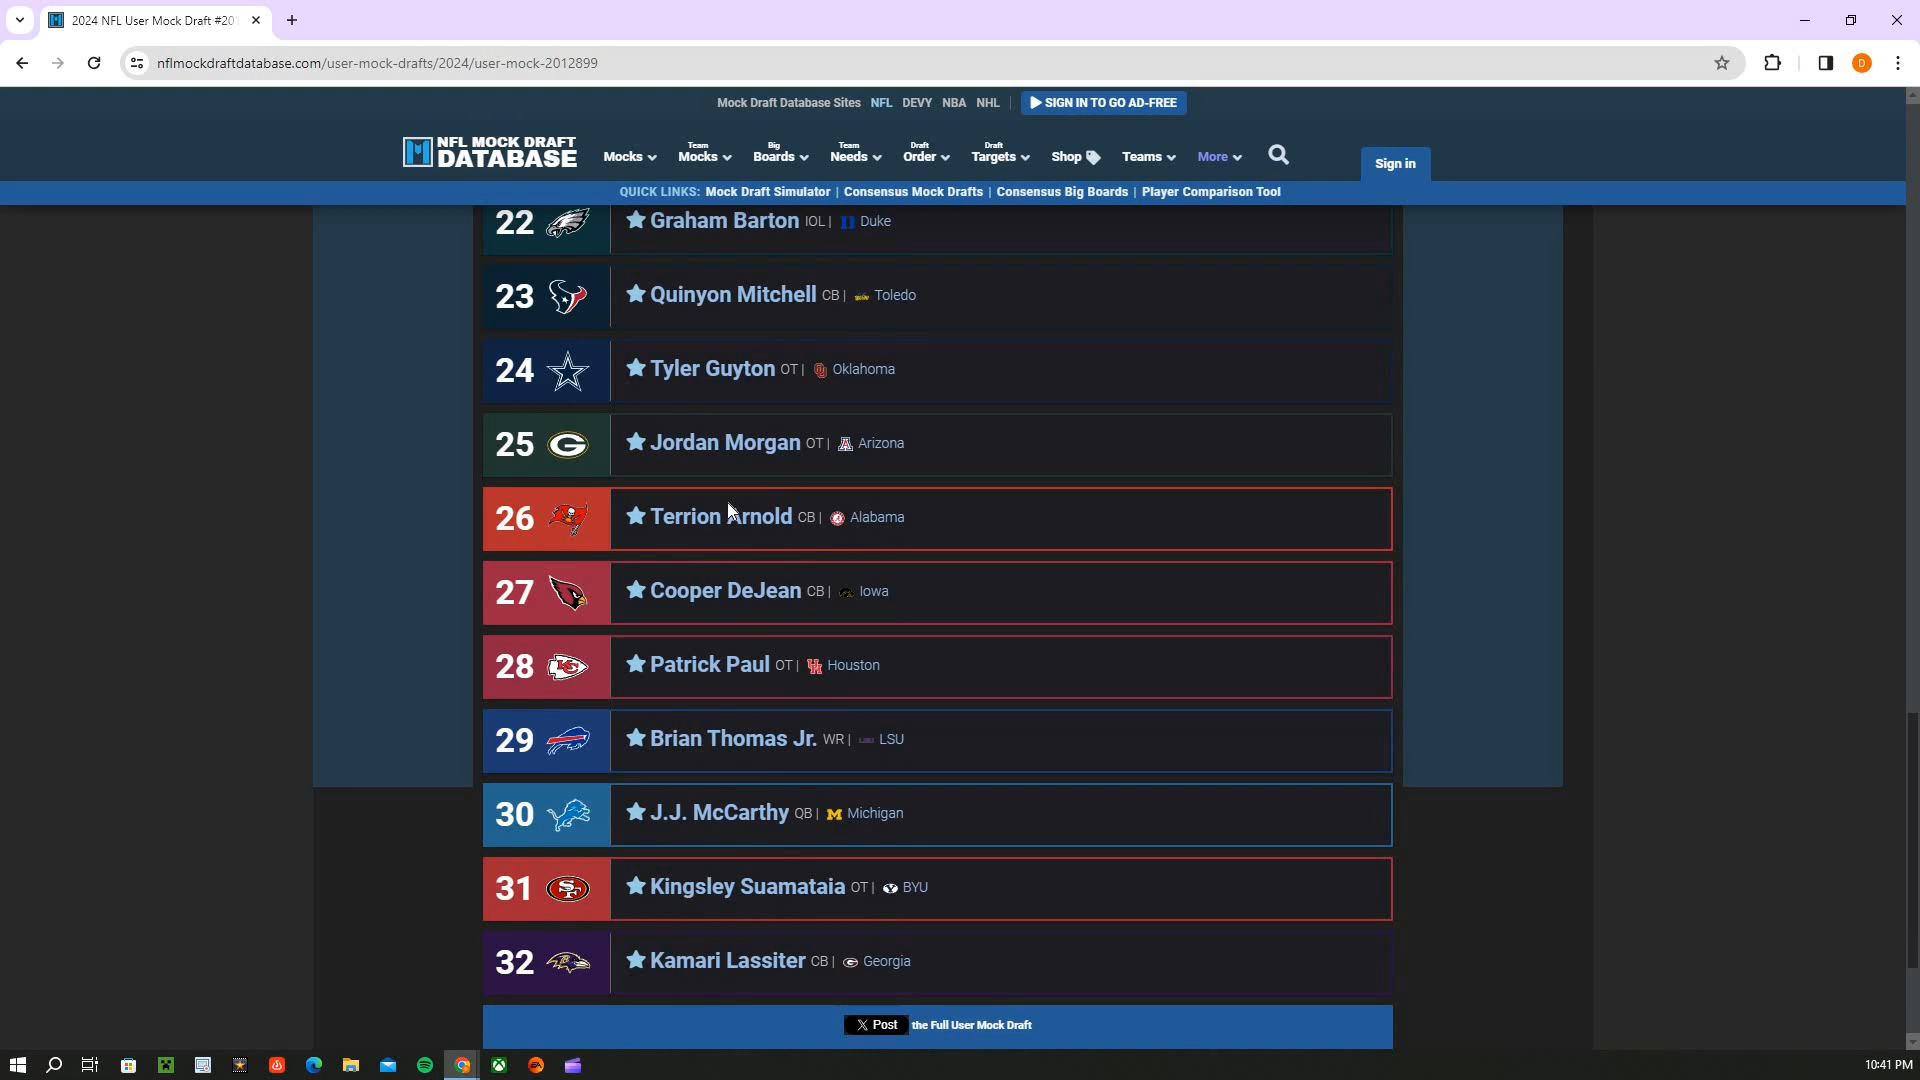 2024 NFL User Mock Draft #20
nflmockdraftdatabase.com/user-mock-drafts/2024/user-mock-2012899
D
Mock Draft Database Sites NFL DEVY NBA NHL | SIGN IN TO GO AD-FREE
NFL MOCK DRAFT
DATABASE
Mocks
Team
Mocks
Big
Boards
Team
Needs
Draft
Order
Draft
Targets
Shop
Teams
More
Sign in
QUICK LINKS: Mock Draft Simulator | Consensus Mock Drafts | Consensus Big Boards | Player Comparison Tool
22 Graham Barton IOL | Duke
23 Quinyon Mitchell CB | Toledo
24 Tyler Guyton OT | Oklahoma
25 G Jordan Morgan OT | Arizona
26 Terrion Arnold CB | Alabama
27 Cooper DeJean CB | Iowa
28 KC Patrick Paul OT | Houston
29 Brian Thomas Jr. WR | LSU
30 J.J. McCarthy QB | Michigan
31 SF Kingsley Suamataia OT | BYU
32 Kamari Lassiter CB | Georgia
X Post the Full User Mock Draft
10:41 PM